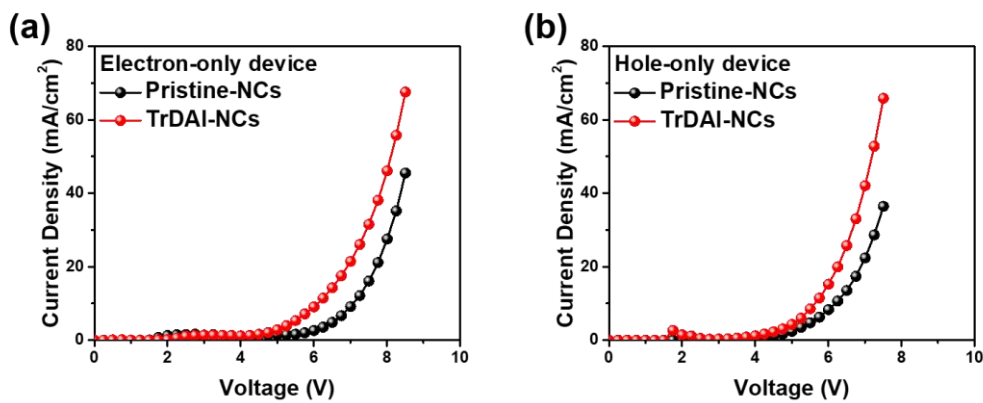 (a)
Electron-only device
Pristine-NCs
TrDAI-NCs
Current Density (mA/cm²)
80
60
40
20
0
0 2 4 6 8 10
Voltage (V)
(b)
Hole-only device
Pristine-NCs
TrDAI-NCs
Current Density (mA/cm²)
80
60
40
20
0
0 2 4 6 8 10
Voltage (V)